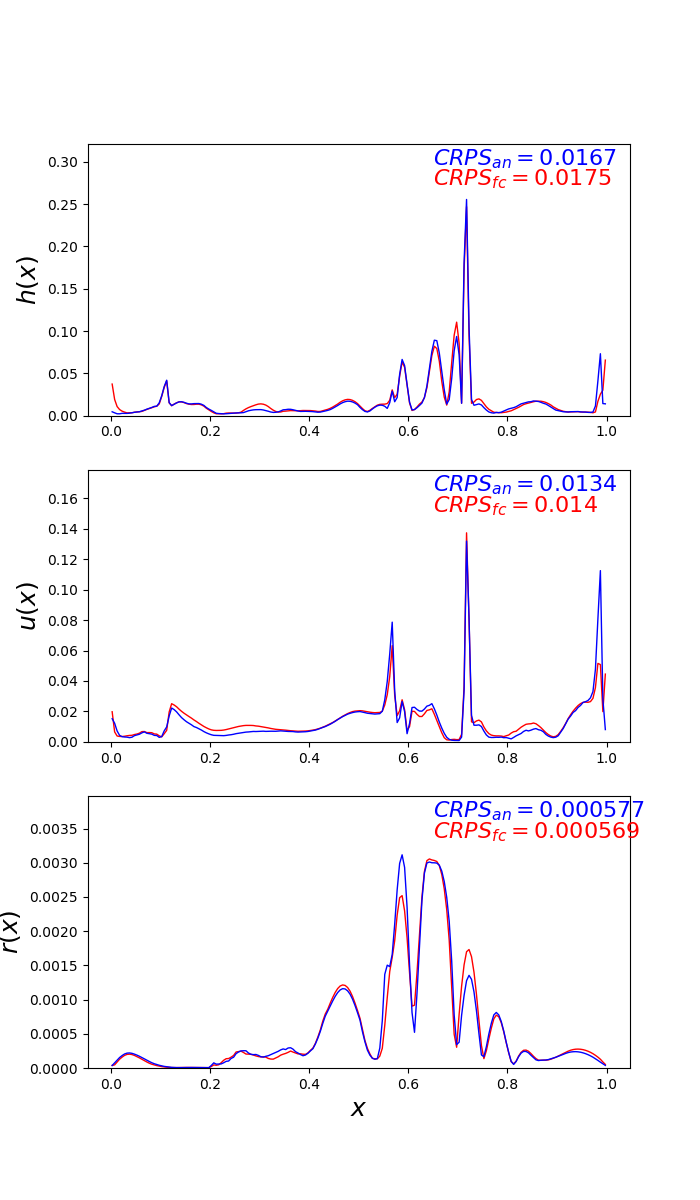 CRPS_an = 0.0167
CRPS_fc = 0.0175
h(x)
0.30
0.25
0.20
0.15
0.10
0.05
0.00
0.0 0.2 0.4 0.6 0.8 1.0
CRPS_an = 0.0134
CRPS_fc = 0.014
u(x)
0.16
0.14
0.12
0.10
0.08
0.06
0.04
0.02
0.00
0.0 0.2 0.4 0.6 0.8 1.0
CRPS_an = 0.000577
CRPS_fc = 0.000569
r(x)
0.0035
0.0030
0.0025
0.0020
0.0015
0.0010
0.0005
0.0000
0.0 0.2 0.4 0.6 0.8 1.0
x